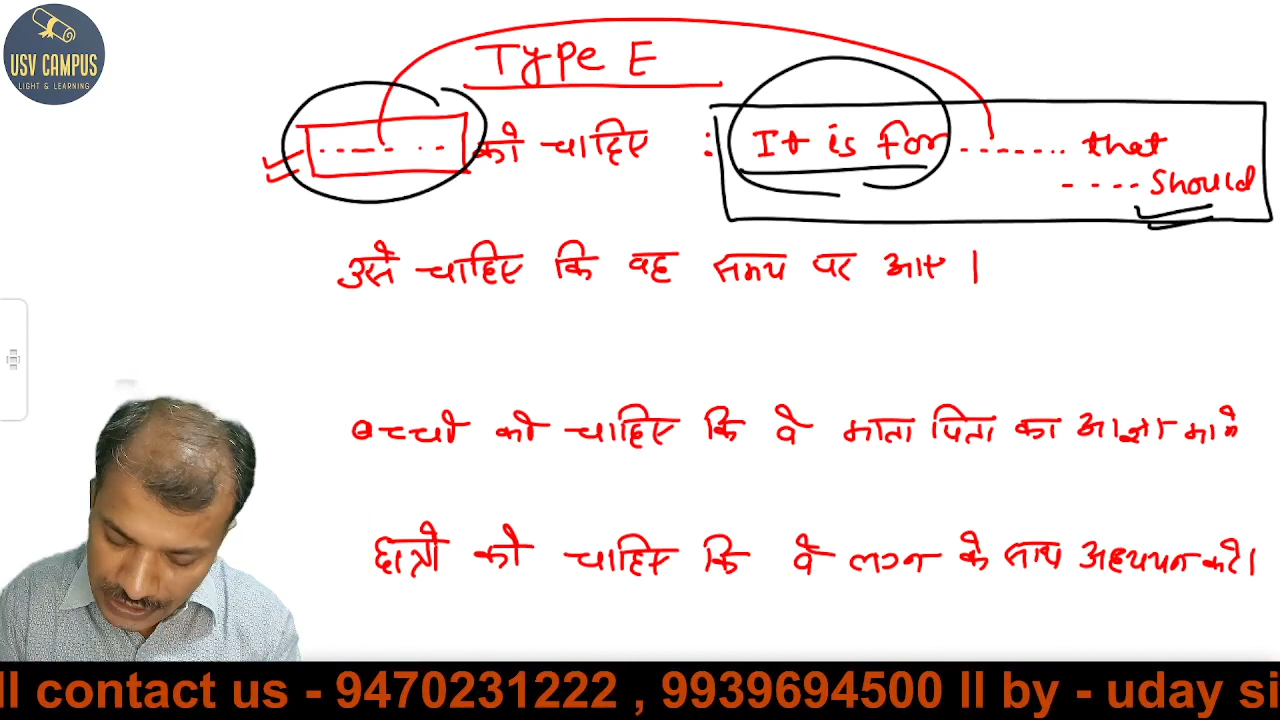 USV CAMPUS
LIGHT & LEARNING
Type E
------ को चाहिए : It is for ------- that
---- Should
उसे चाहिए कि वह समय पर आए ।
बच्चों को चाहिए कि वे माता पिता का आज्ञा माने
छात्रों को चाहिए कि वे लगन के साथ अध्ययन करें।
ll contact us - 9470231222 , 9939694500 ll by - uday si